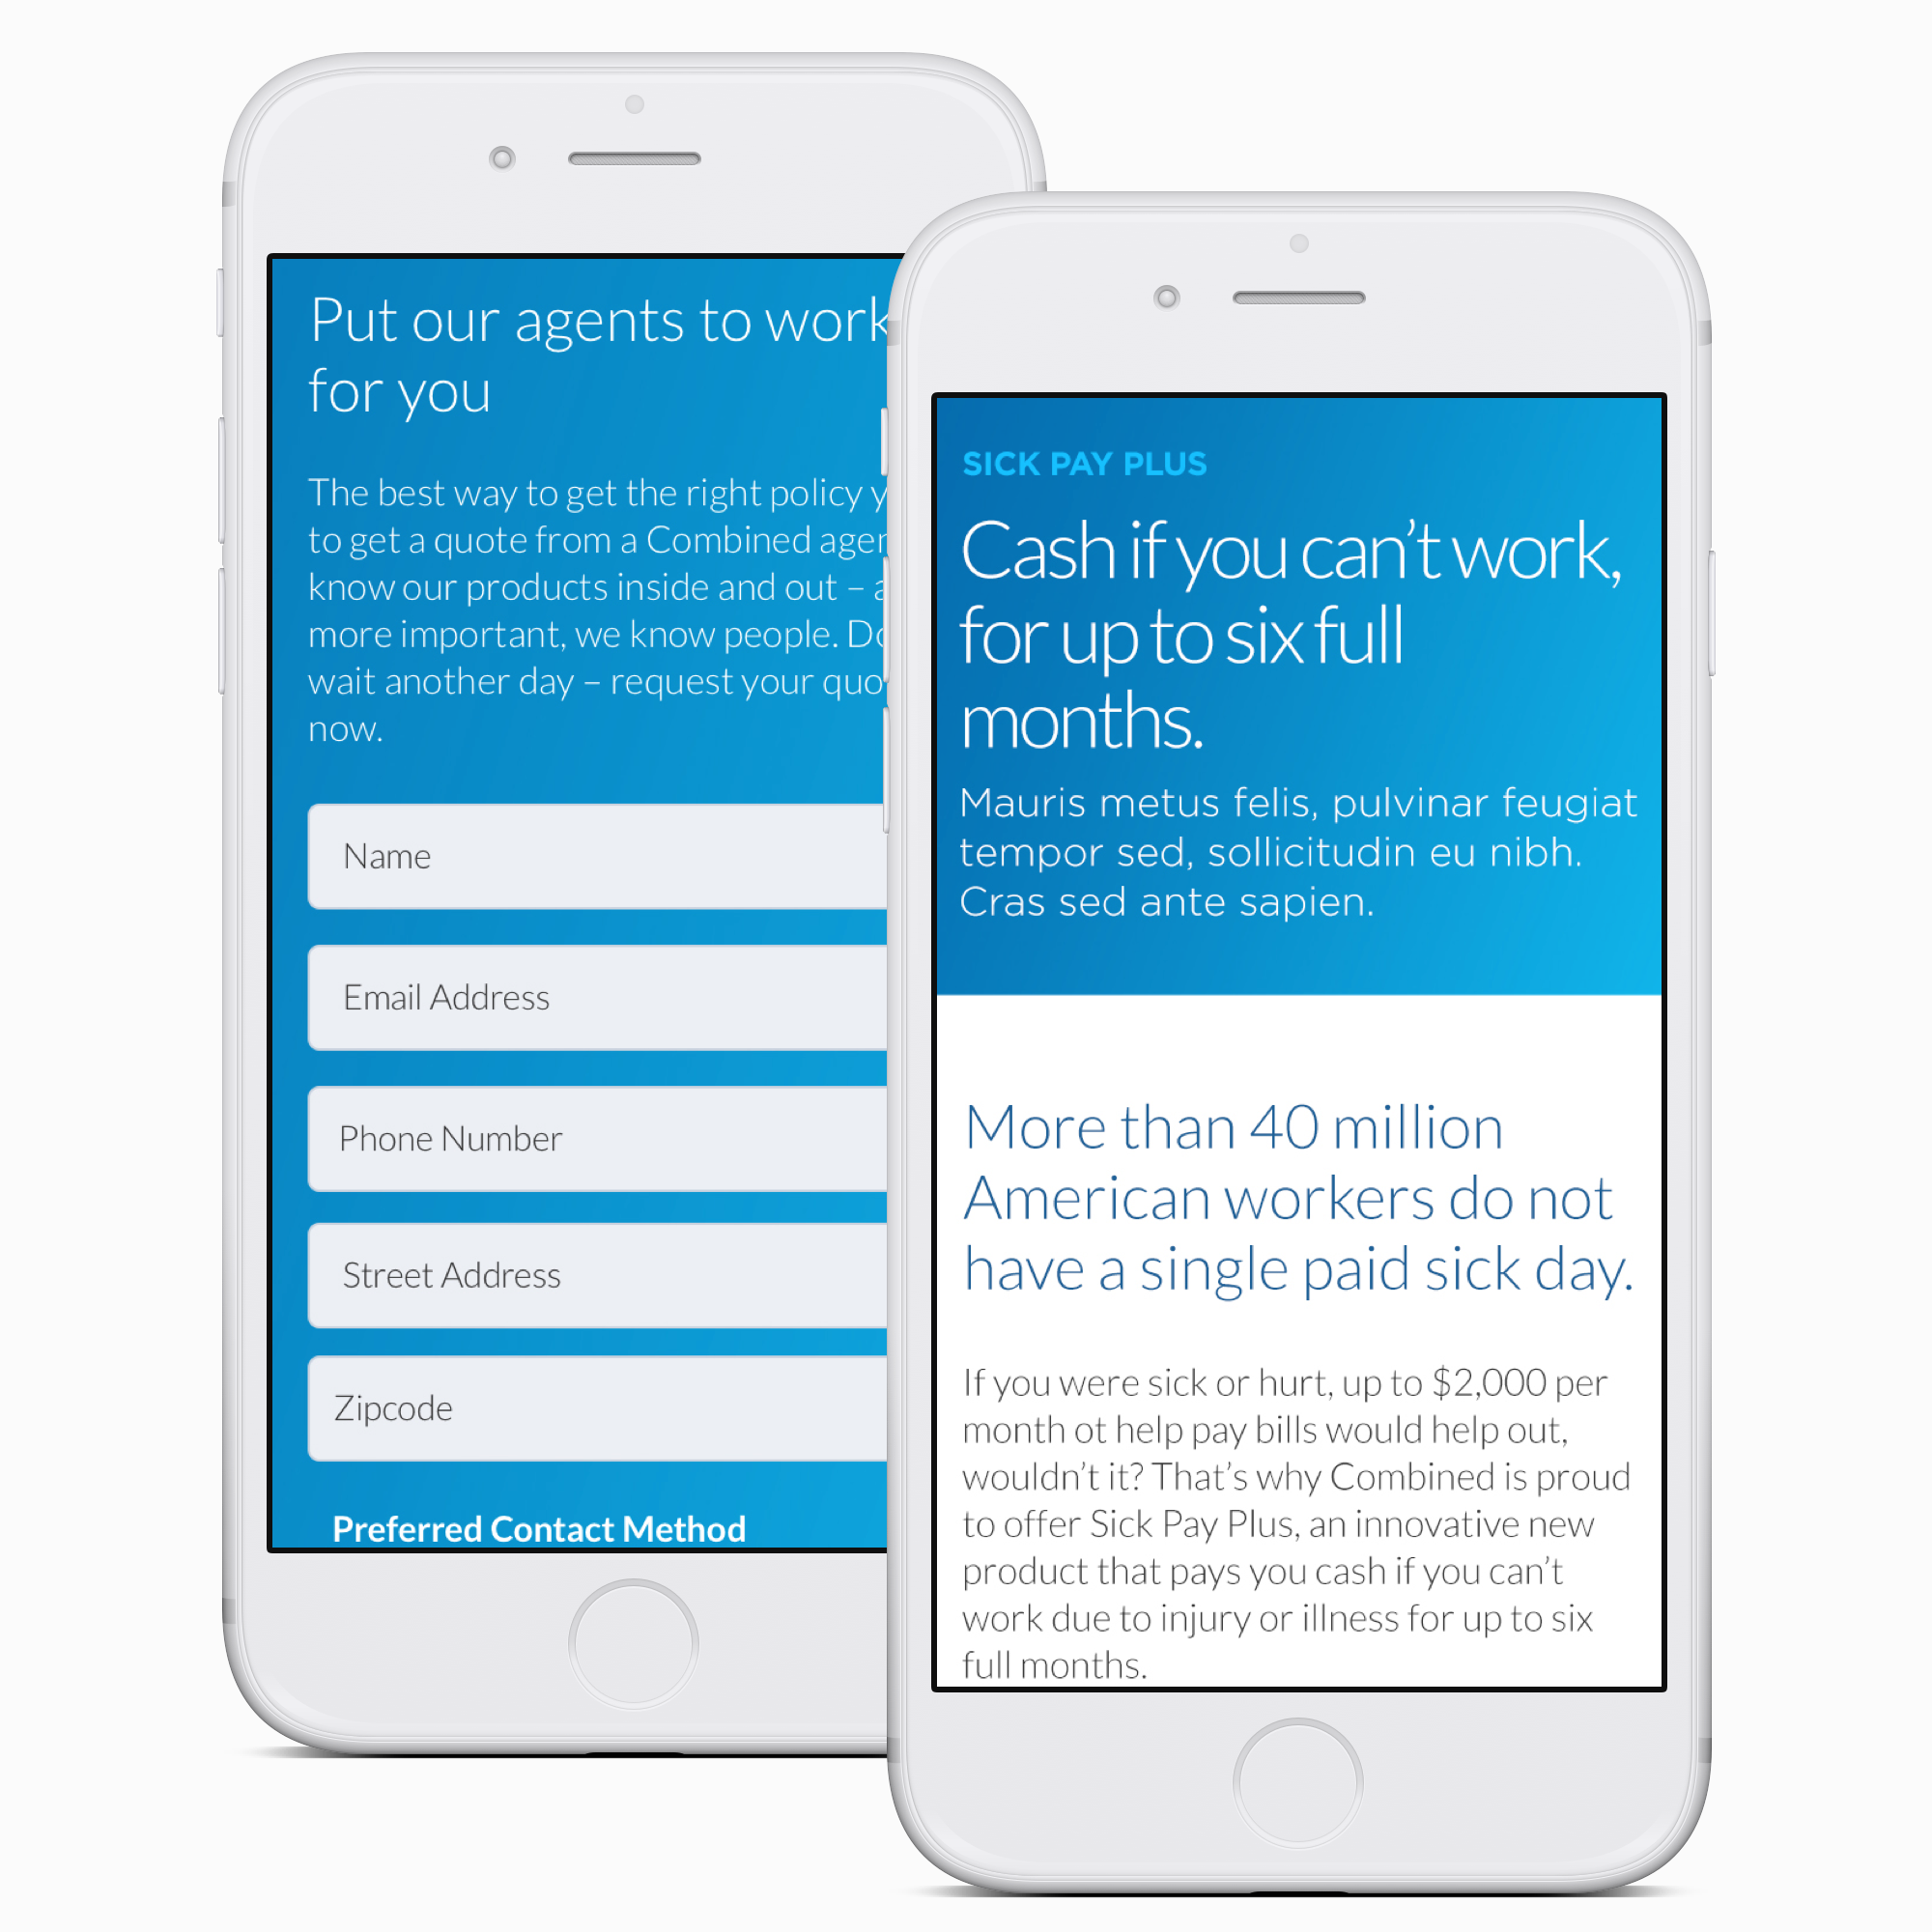 Put our agents to work
for you
The best way to get the right policy
to get a quote from a Combined
know our products inside and out –
more important, we know people.
wait another day – request your
now.
Name
Email Address
Phone Number
Street Address
Zipcode
Preferred Contact Method
SICK PAY PLUS
Cash if you can't work,
for up to six full
months.
Mauris metus felis, pulvinar feugiat
tempor sed, sollicitudin eu nibh.
Cras sed ante sapien.
More than 40 million
American workers do not
have a single paid sick day.
If you were sick or hurt, up to $2,000 per
month ot help pay bills would help out,
wouldn't it? That's why Combined is proud
to offer Sick Pay Plus, an innovative new
product that pays you cash if you can't
work due to injury or illness for up to six
full months.